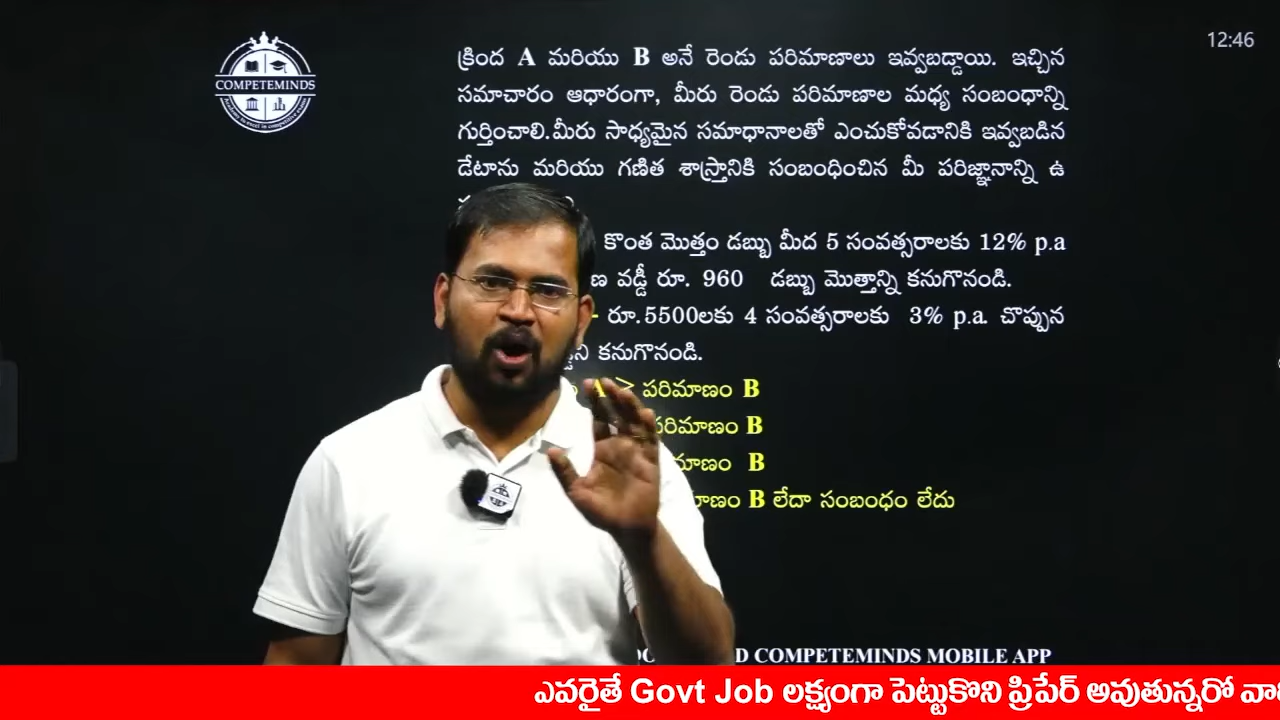 COMPETEMINDS
12:46
క్రింద A మరియు B అనే రెండు పరిమాణాలు ఇవ్వబడ్డాయి. ఇచ్చిన
సమాచారం ఆధారంగా, మీరు రెండు పరిమాణాల మధ్య సంబంధాన్ని
గుర్తించాలి.మీరు సాధ్యమైన సమాధానాలతో ఎంచుకోవడానికి ఇవ్వబడిన
డేటాను మరియు గణిత శాస్త్రానికి సంబంధించిన మీ పరిజ్ఞానాన్ని ఉ
కొంత మొత్తం డబ్బు మీద 5 సంవత్సరాలకు 12% p.a
వడ్డీ రూ. 960 డబ్బు మొత్తాన్ని కనుగొనండి.
రూ.5500లకు 4 సంవత్సరాలకు 3% p.a. చొప్పున
కనుగొనండి.
A ≥ పరిమాణం B
పరిమాణం B
B
B లేదా సంబంధం లేదు
COMPETEMINDS MOBILE APP
ఎవరైతే Govt Job లక్ష్యంగా పెట్టుకొని ప్రిపేర్ అవుతున్నరో